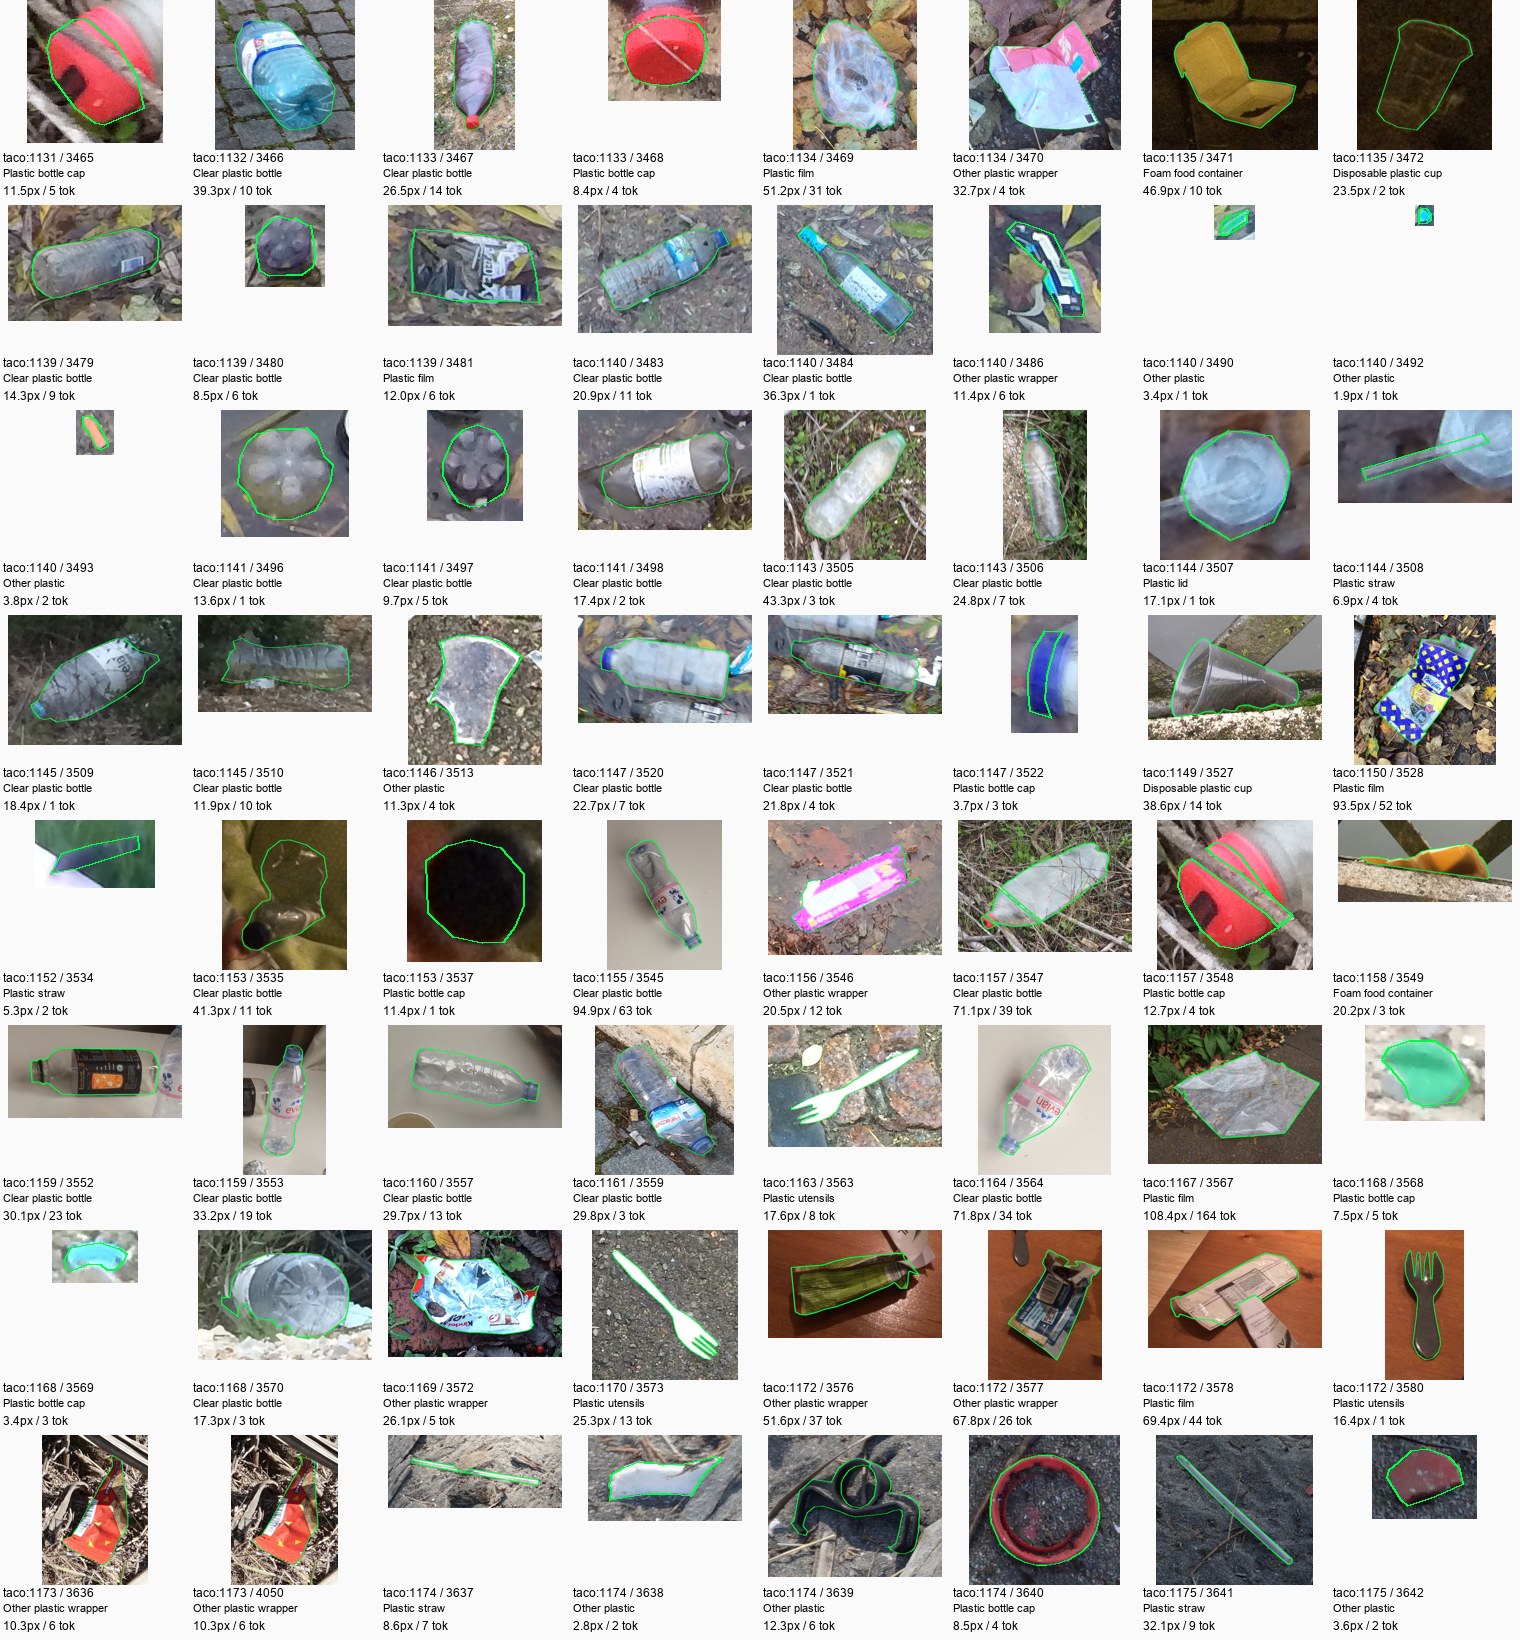 taco:1131 / 3465
Plastic bottle cap
11.5px / 5 tok
taco:1132 / 3466
Clear plastic bottle
39.3px / 10 tok
taco:1133 / 3467
Clear plastic bottle
26.5px / 14 tok
taco:1133 / 3468
Plastic bottle cap
8.4px / 4 tok
taco:1134 / 3469
Plastic film
51.2px / 31 tok
taco:1134 / 3470
Other plastic wrapper
32.7px / 4 tok
taco:1135 / 3471
Foam food container
46.9px / 10 tok
taco:1135 / 3472
Disposable plastic cup
23.5px / 2 tok
taco:1139 / 3479
Clear plastic bottle
14.3px / 9 tok
taco:1139 / 3480
Clear plastic bottle
8.5px / 6 tok
taco:1139 / 3481
Plastic film
12.0px / 6 tok
taco:1140 / 3483
Clear plastic bottle
20.9px / 11 tok
taco:1140 / 3484
Clear plastic bottle
36.3px / 1 tok
taco:1140 / 3486
Other plastic wrapper
11.4px / 6 tok
taco:1140 / 3490
Other plastic
3.4px / 1 tok
taco:1140 / 3492
Other plastic
1.9px / 1 tok
taco:1140 / 3493
Other plastic
3.8px / 2 tok
taco:1141 / 3496
Clear plastic bottle
13.6px / 1 tok
taco:1141 / 3497
Clear plastic bottle
9.7px / 5 tok
taco:1141 / 3498
Clear plastic bottle
17.4px / 2 tok
taco:1143 / 3505
Clear plastic bottle
43.3px / 3 tok
taco:1143 / 3506
Clear plastic bottle
24.8px / 7 tok
taco:1144 / 3507
Plastic lid
17.1px / 1 tok
taco:1144 / 3508
Plastic straw
6.9px / 4 tok
taco:1145 / 3509
Clear plastic bottle
18.4px / 1 tok
taco:1145 / 3510
Clear plastic bottle
11.9px / 10 tok
taco:1146 / 3513
Other plastic
11.3px / 4 tok
taco:1147 / 3520
Clear plastic bottle
22.7px / 7 tok
taco:1147 / 3521
Clear plastic bottle
21.8px / 4 tok
taco:1147 / 3522
Plastic bottle cap
3.7px / 3 tok
taco:1149 / 3527
Disposable plastic cup
38.6px / 14 tok
taco:1150 / 3528
Plastic film
93.5px / 52 tok
taco:1152 / 3534
Plastic straw
5.3px / 2 tok
taco:1153 / 3535
Clear plastic bottle
41.3px / 11 tok
taco:1153 / 3537
Plastic bottle cap
11.4px / 1 tok
taco:1155 / 3545
Clear plastic bottle
94.9px / 63 tok
taco:1156 / 3546
Other plastic wrapper
20.5px / 12 tok
taco:1157 / 3547
Clear plastic bottle
71.1px / 39 tok
taco:1157 / 3548
Plastic bottle cap
12.7px / 4 tok
taco:1158 / 3549
Foam food container
20.2px / 3 tok
evian
taco:1159 / 3552
Clear plastic bottle
30.1px / 23 tok
taco:1159 / 3553
Clear plastic bottle
33.2px / 19 tok
taco:1160 / 3557
Clear plastic bottle
29.7px / 13 tok
taco:1161 / 3559
Clear plastic bottle
29.8px / 3 tok
taco:1163 / 3563
Plastic utensils
17.6px / 8 tok
taco:1164 / 3564
Clear plastic bottle
71.8px / 34 tok
taco:1167 / 3567
Plastic film
108.4px / 164 tok
taco:1168 / 3568
Plastic bottle cap
7.5px / 5 tok
taco:1168 / 3569
Plastic bottle cap
3.4px / 3 tok
taco:1168 / 3570
Clear plastic bottle
17.3px / 3 tok
taco:1169 / 3572
Other plastic wrapper
26.1px / 5 tok
taco:1170 / 3573
Plastic utensils
25.3px / 13 tok
taco:1172 / 3576
Other plastic wrapper
51.6px / 37 tok
taco:1172 / 3577
Other plastic wrapper
67.8px / 26 tok
taco:1172 / 3578
Plastic film
69.4px / 44 tok
taco:1172 / 3580
Plastic utensils
16.4px / 1 tok
taco:1173 / 3636
Other plastic wrapper
10.3px / 6 tok
taco:1173 / 4050
Other plastic wrapper
10.3px / 6 tok
taco:1174 / 3637
Plastic straw
8.6px / 7 tok
taco:1174 / 3638
Other plastic
2.8px / 2 tok
taco:1174 / 3639
Other plastic
12.3px / 6 tok
taco:1174 / 3640
Plastic bottle cap
8.5px / 4 tok
taco:1175 / 3641
Plastic straw
32.1px / 9 tok
taco:1175 / 3642
Other plastic
3.6px / 2 tok